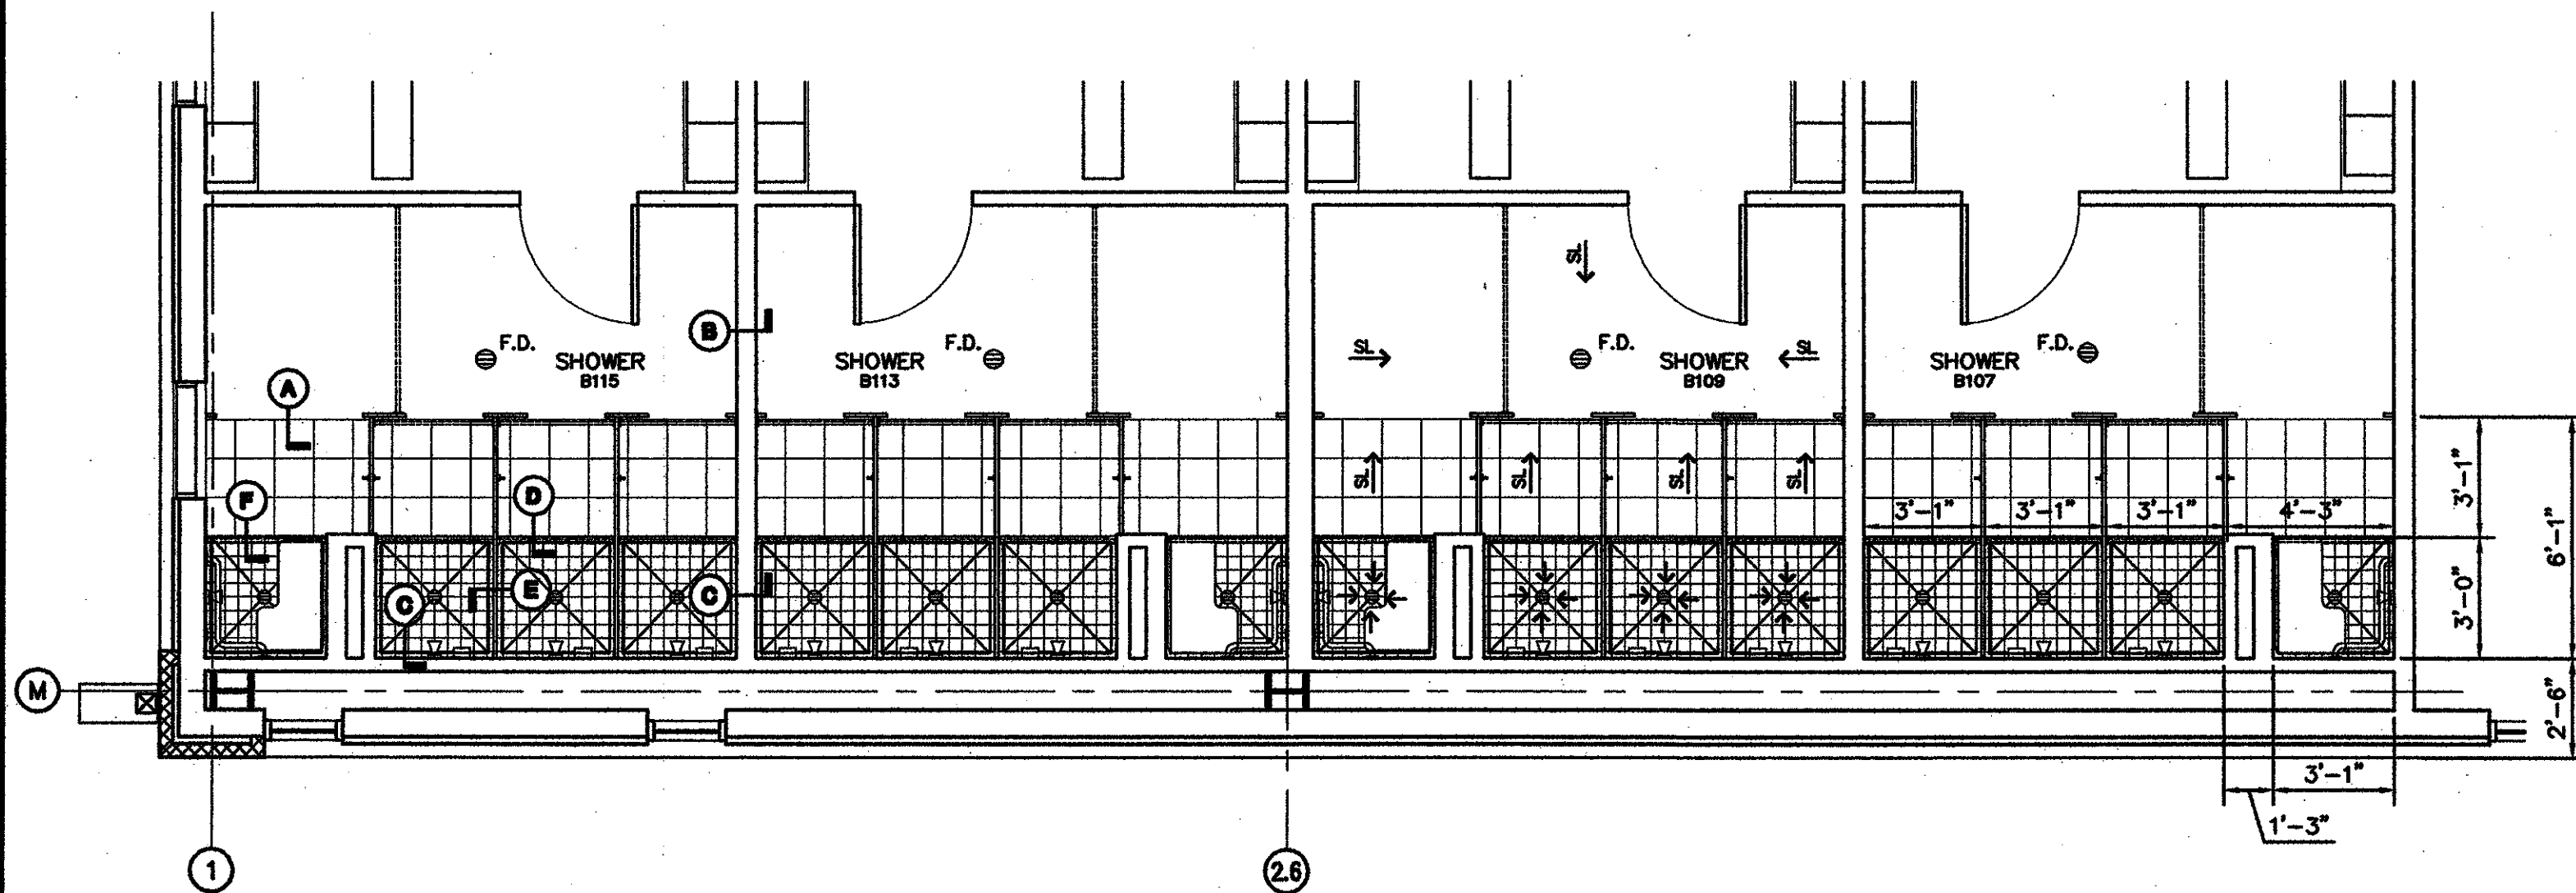 SL
B
F.D.
SHOWER
B115
SHOWER
B113
F.D.
SL
F.D.
SHOWER
B109
SL
SHOWER
B107
F.D.
A
F
D
SL
SL
SL
SL
3'-1"
3'-1"
3'-1"
4'-3"
3'-1"
6'-1"
C
E
C
3'-0"
M
2'-6"
3'-1"
1'-3"
1
2.6